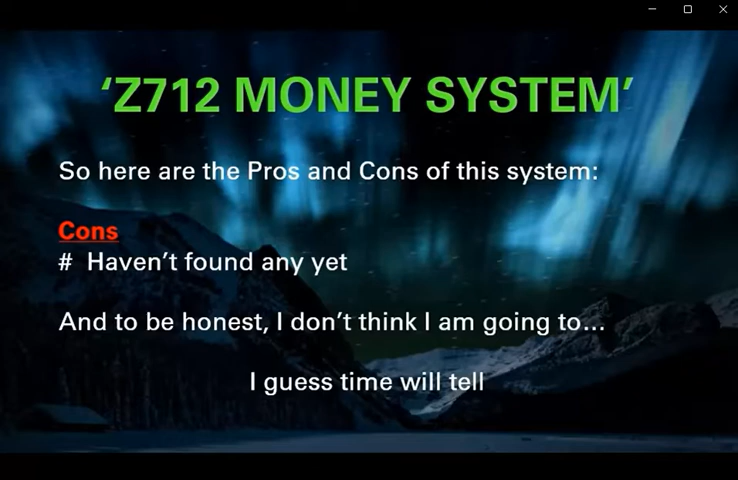 ‘Z712 MONEY SYSTEM’
So here are the Pros and Cons of this system:
Cons
# Haven’t found any yet
And to be honest, I don’t think I am going to...
I guess time will tell